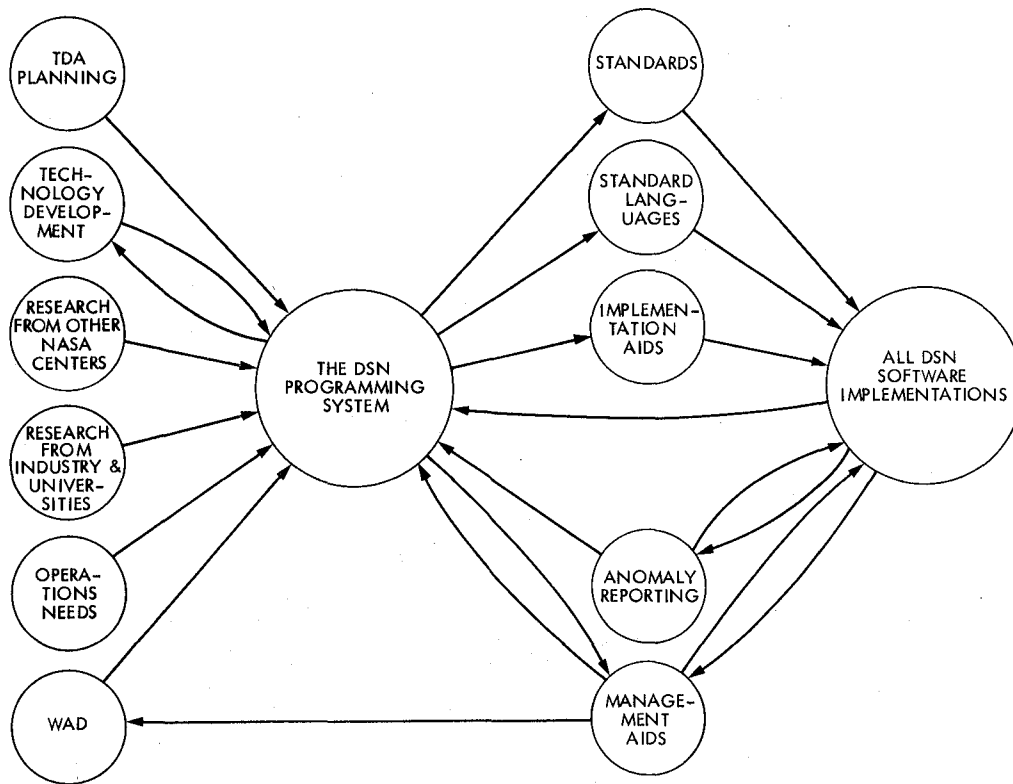 TDA
PLANNING
TECH-
NOLOGY
DEVELOP-
MENT
RESEARCH
FROM OTHER
NASA
CENTERS
RESEARCH
FROM
INDUSTRY &
UNIVER-
SITIES
OPERA-
TIONS
NEEDS
WAD
THE DSN
PROGRAMMING
SYSTEM
STANDARDS
STANDARD
LANG-
UAGES
IMPLEMEN-
TATION
AIDS
ANOMALY
REPORTING
MANAGE-
MENT
AIDS
ALL DSN
SOFTWARE
IMPLEMENTATIONS